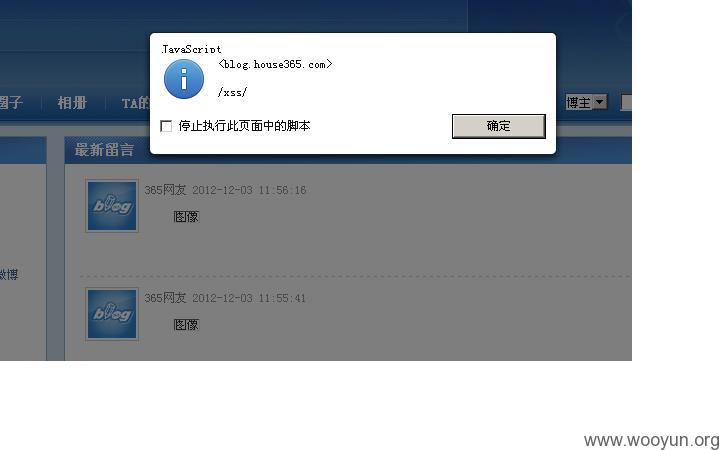 JavaScript
<blog.house365.com>
/xss/
停止执行此页面中的脚本
确定
圈子 相册 TA的
博主
最新留言
365网友 2012-12-03 11:56:16
blog
图像
微博
365网友 2012-12-03 11:55:41
blog
图像
www.wooyun.org